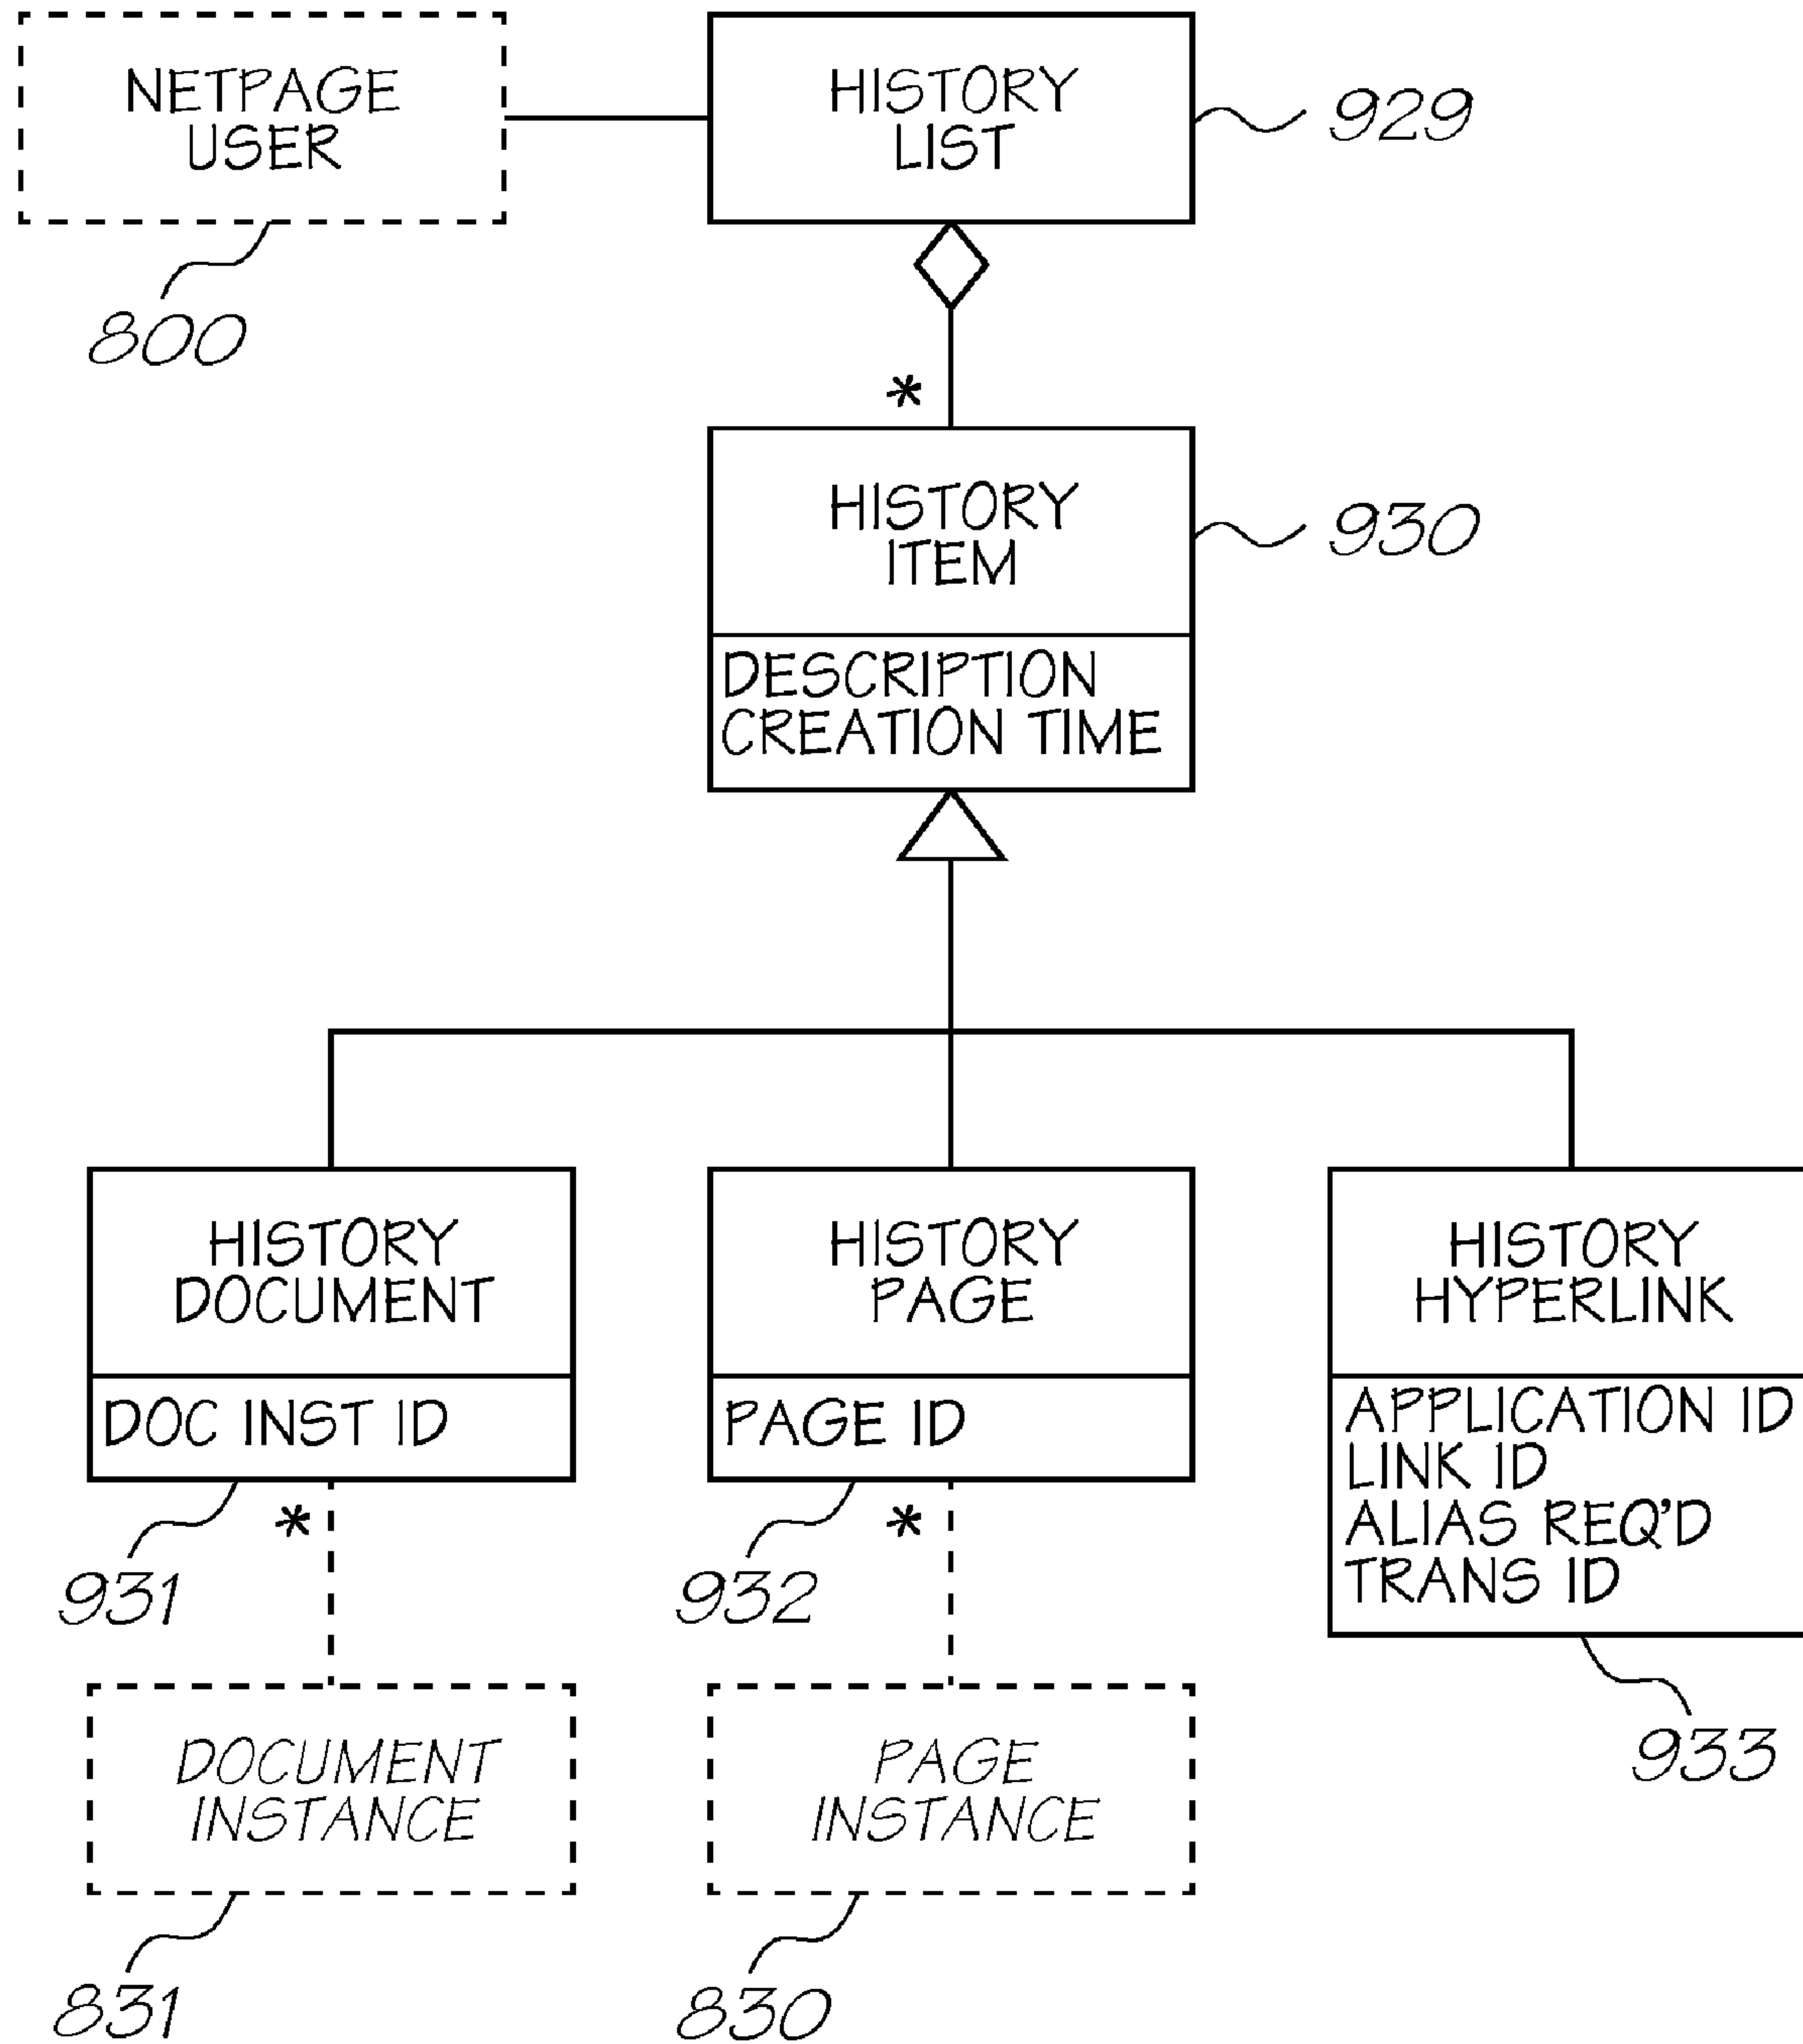 NETPAGE
USER
HISTORY
LIST
929
800
*
HISTORY
ITEM
930
DESCRIPTION
CREATION TIME
HISTORY
DOCUMENT
DOC INST ID
HISTORY
PAGE
PAGE ID
HISTORY
HYPERLINK
APPLICATION ID
LINK ID
ALIAS REQ'D
TRANS ID
*
*
931
932
933
DOCUMENT
INSTANCE
PAGE
INSTANCE
831
830